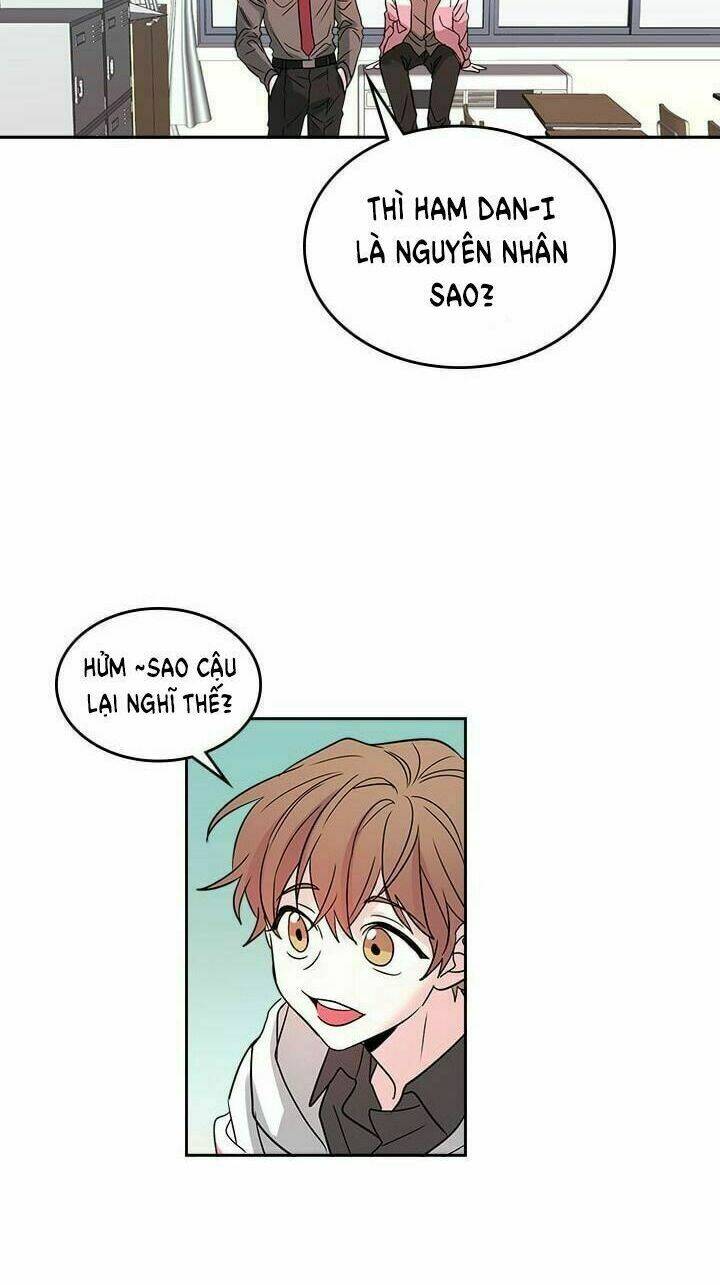 THÌ HAM DAN-I
LÀ NGUYÊN NHÂN
SAO?
HỬM ~SAO CẬU
LẠI NGHĨ THẾ?